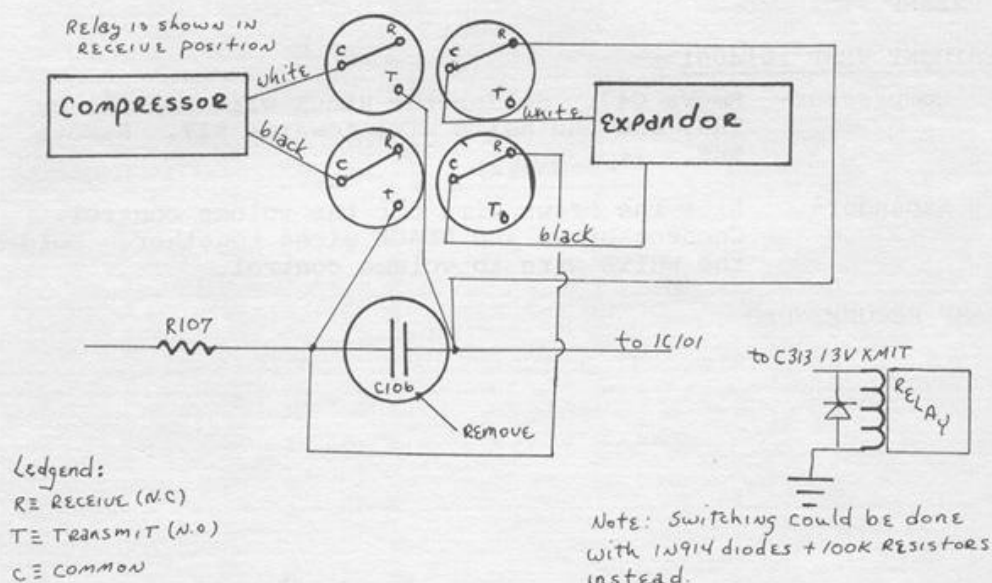 Relay is shown in
RECEIVE POSITION
R
C
T
R
C
T
white
white
COMPRESSOR
EXPANDOR
black
R
C
T
R
C
T
black
R107
to IC101
C106
REMOVE
to C313 13V XMIT
RELAY
Ledgend:
R≡ RECEIVE (N.C)
T≡ TRANSMIT (N.O)
C≡ COMMON
Note: Switching could be done
with 1N914 diodes + 100K RESISTORS
instead.